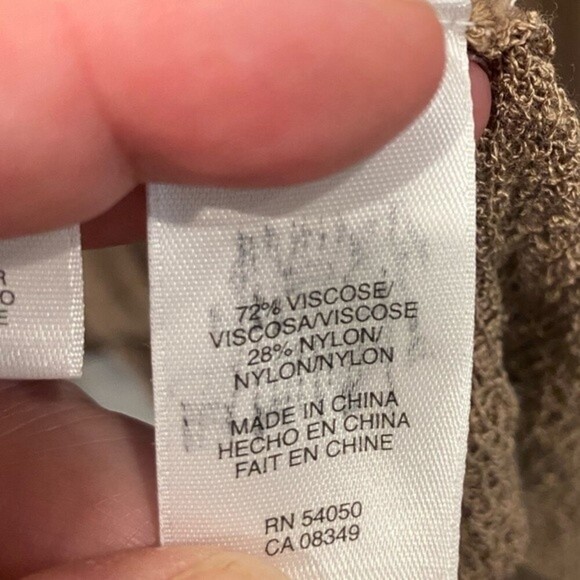 72% VISCOSE/
VISCOSA/VISCOSE
28% NYLON/
NYLON/NYLON
MADE IN CHINA
HECHO EN CHINA
FAIT EN CHINE
RN 54050
CA 08349
R
O
E